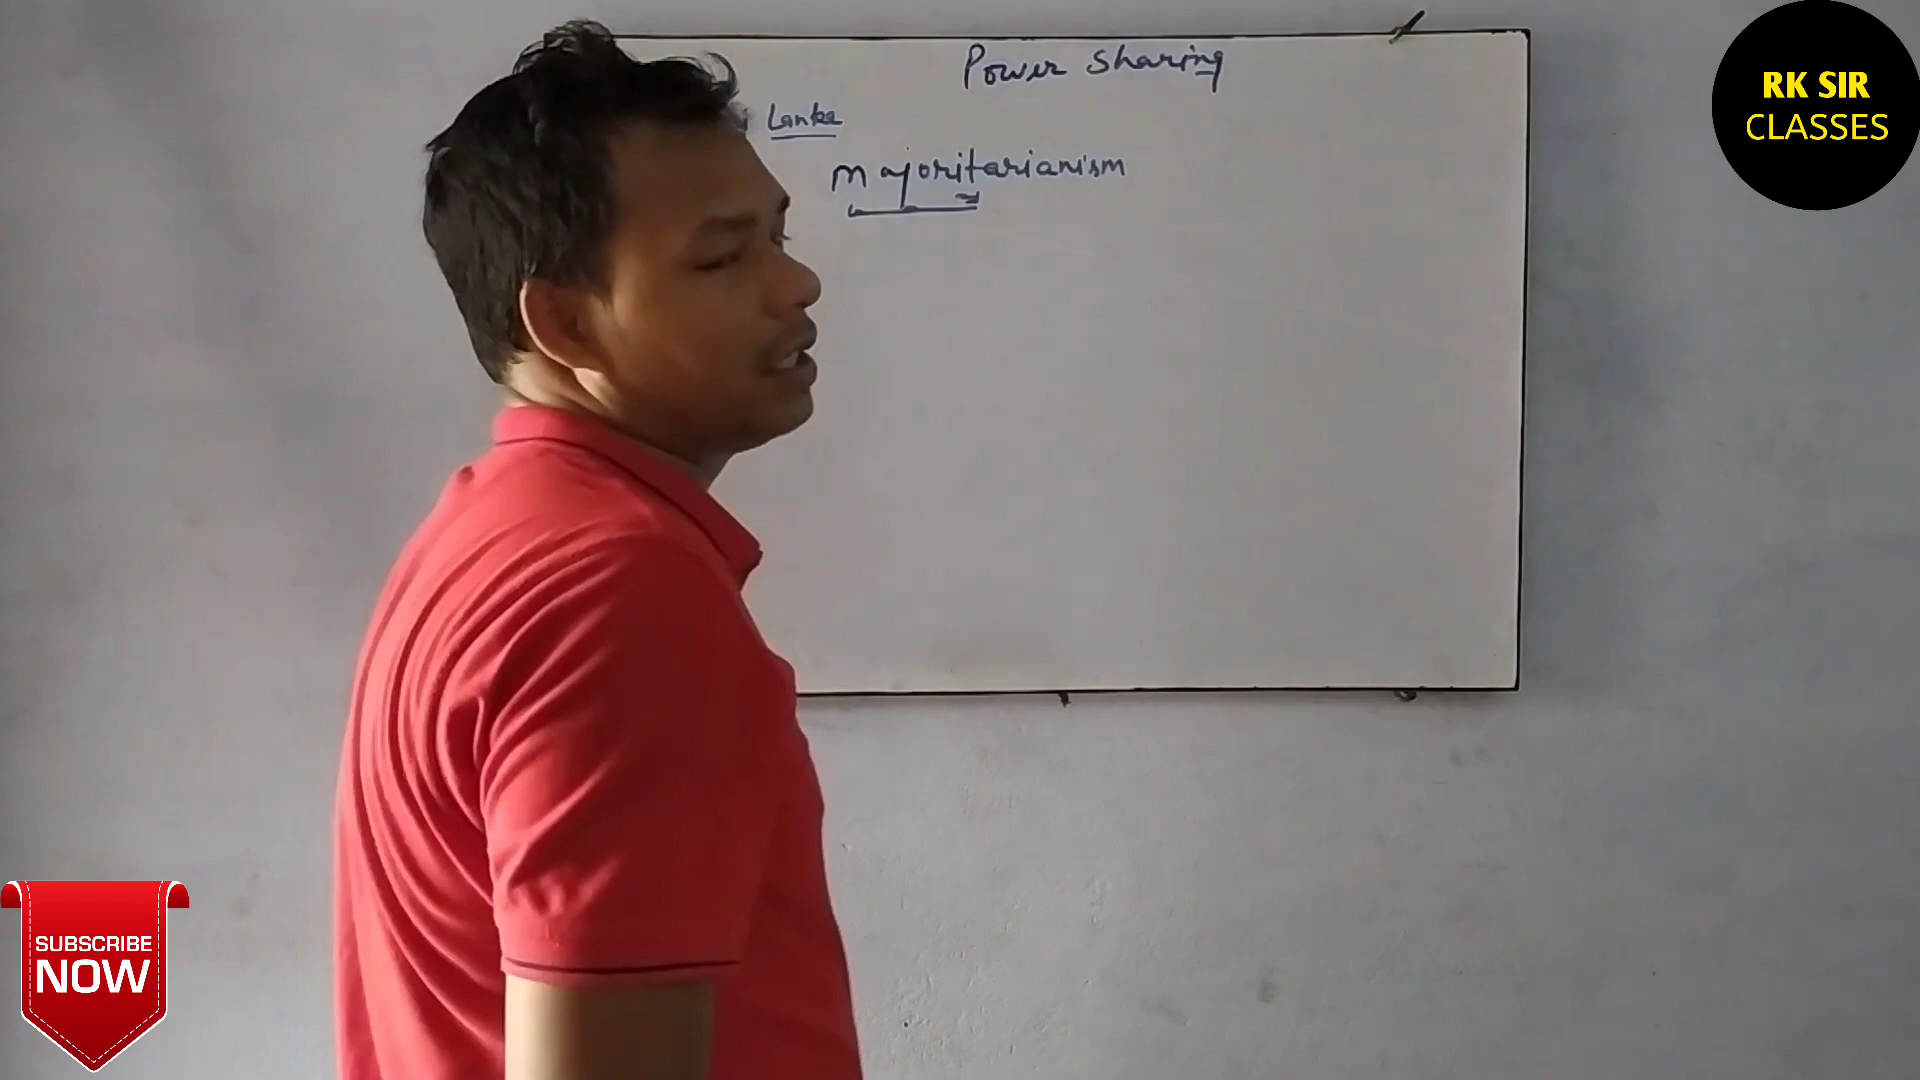 Power Sharing
Lanka
Majoritarianism
RK SIR
CLASSES
SUBSCRIBE
NOW